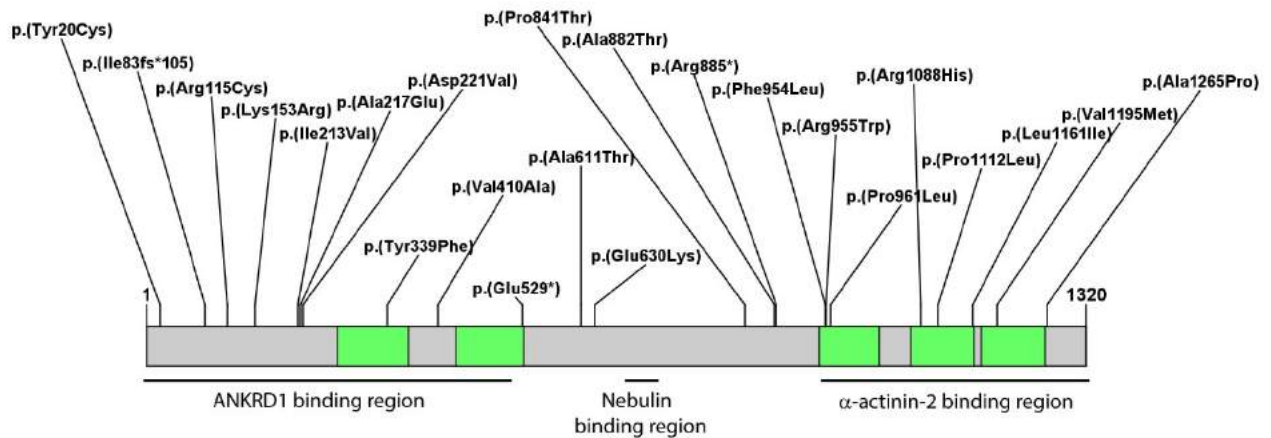 p.(Tyr20Cys)
p.(Ile83fs*105)
p.(Arg115Cys)
p.(Lys153Arg)
p.(Ile213Val)
p.(Ala217Glu)
p.(Asp221Val)
p.(Tyr339Phe)
p.(Val410Ala)
p.(Glu529*)
p.(Ala611Thr)
p.(Glu630Lys)
p.(Pro841Thr)
p.(Ala882Thr)
p.(Arg885*)
p.(Phe954Leu)
p.(Arg955Trp)
p.(Pro961Leu)
p.(Arg1088His)
p.(Pro1112Leu)
p.(Leu1161Ile)
p.(Val1195Met)
p.(Ala1265Pro)
1
1320
ANKRD1 binding region
Nebulin
binding region
α-actinin-2 binding region